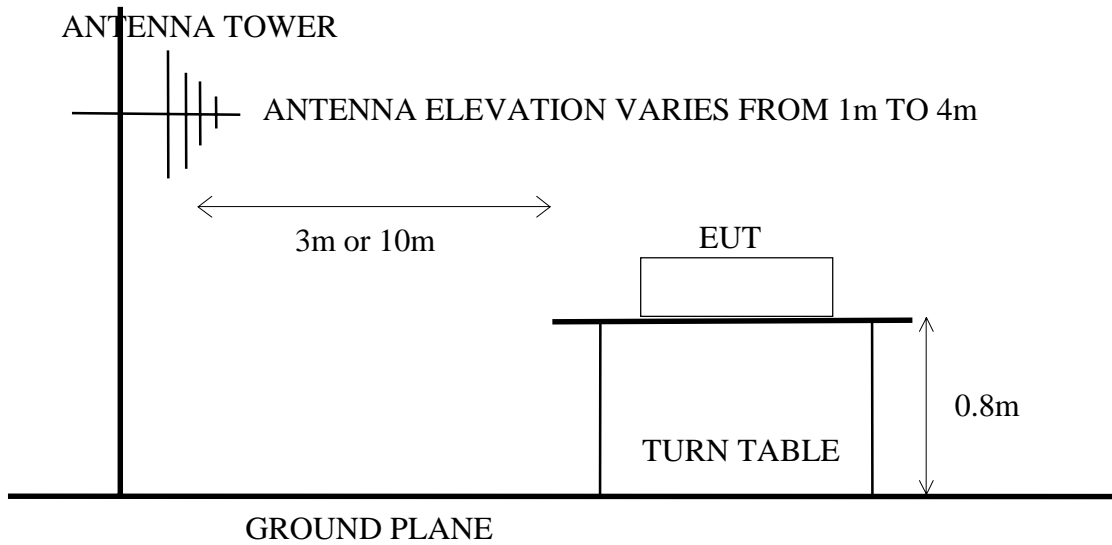 ANTENNA TOWER
ANTENNA ELEVATION VARIES FROM 1m TO 4m
3m or 10m
EUT
0.8m
TURN TABLE
GROUND PLANE